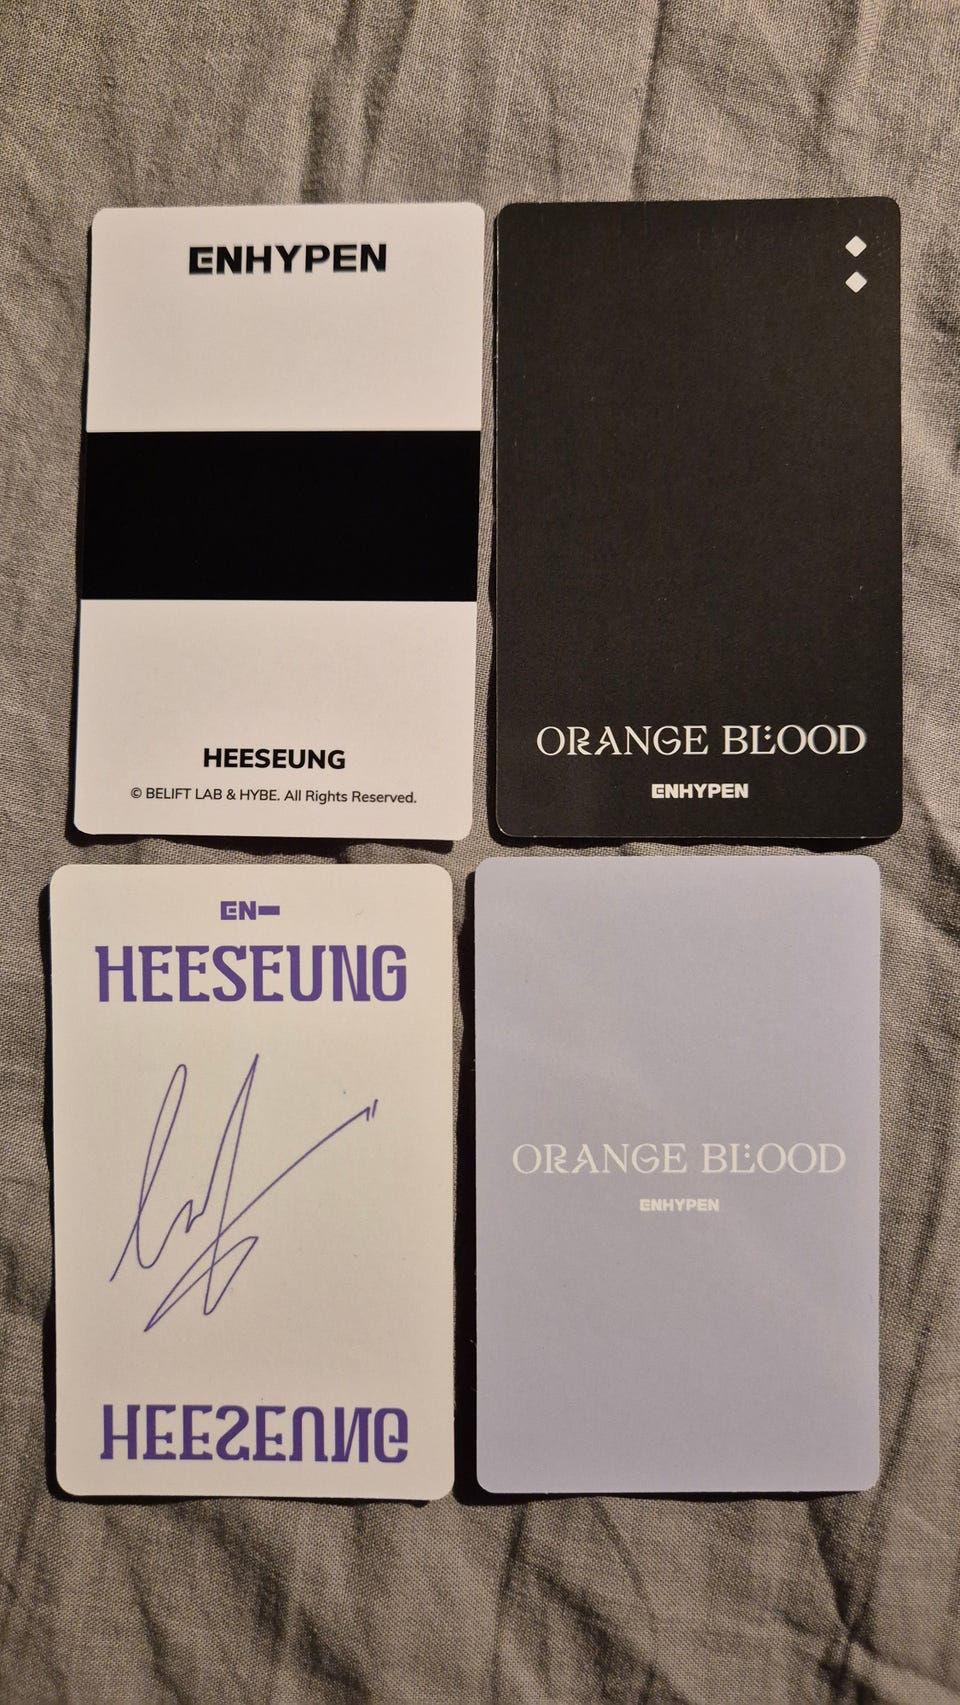 ENHYPEN
HEESEUNG
© BELIFT LAB & HYBE. All Rights Reserved.
ORANGE BLOOD
ENHYPEN
EN-
HEESEUNG
HEESEUNG
ORANGE BLOOD
ENHYPEN